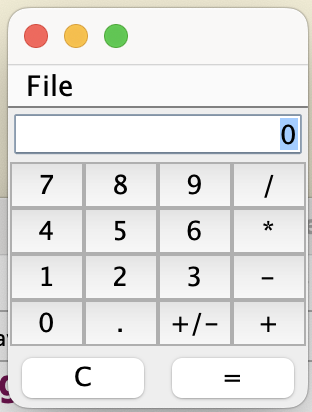 File
0
7 8 9 /
4 5 6 *
1 2 3 -
0 . +/- +
C =